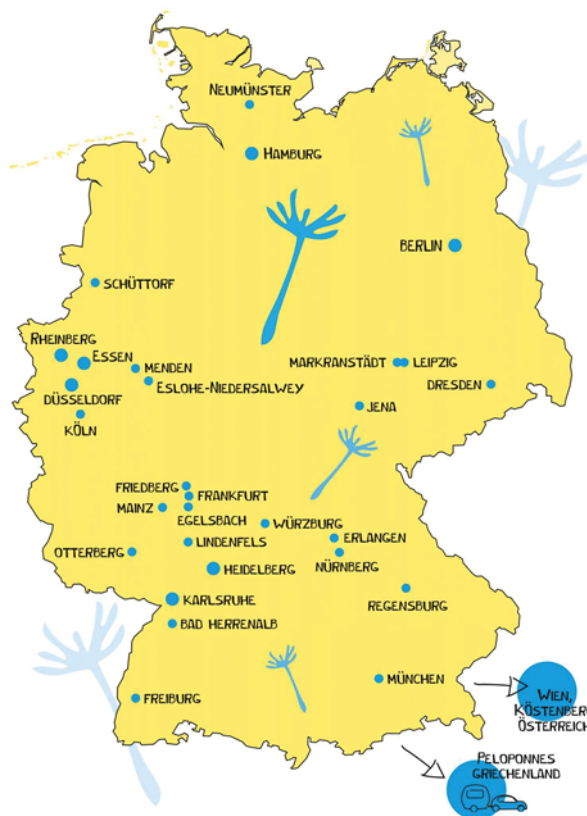 NEUMÜNSTER
HAMBURG
BERLIN
SCHÜTTORF
RHEINBERG
ESSEN
MENDEN
ESLOHE-NIEDERSALWEY
DÜSSELDORF
KÖLN
MARKRANSTÄDT
LEIPZIG
DRESDEN
JENA
FRIEDBERG
FRANKFURT
MAINZ
EGELSBACH
WÜRZBURG
LINDENFELS
ERLANGEN
OTTERBERG
NÜRNBERG
HEIDELBERG
REGENSBURG
KARLSRUHE
BAD HERRENALB
MÜNCHEN
FREIBURG
WIEN,
KÖSTENBERG
ÖSTERREICH
PELOPONNES
GRIECHENLAND